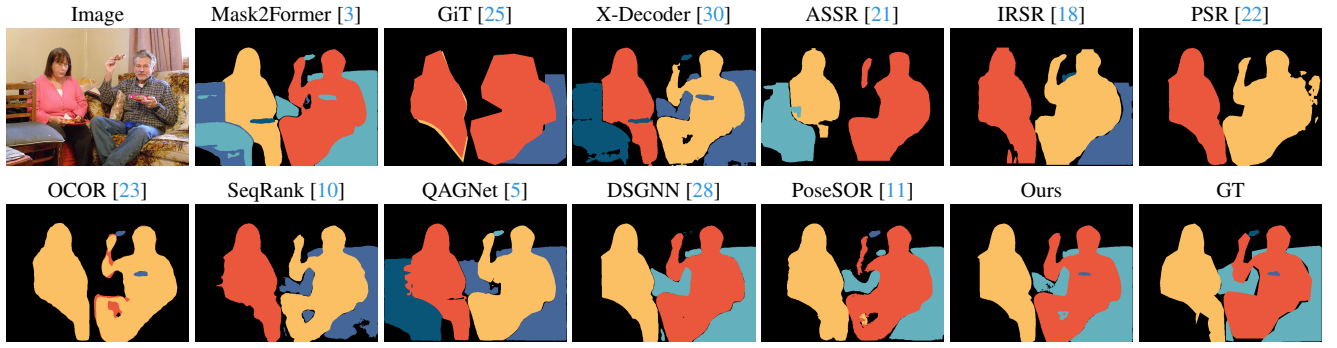 Image Mask2Former [3] GiT [25] X-Decoder [30] ASSR [21] IRSR [18] PSR [22]
OCOR [23] SeqRank [10] QAGNet [5] DSGNN [28] PoseSOR [11] Ours GT